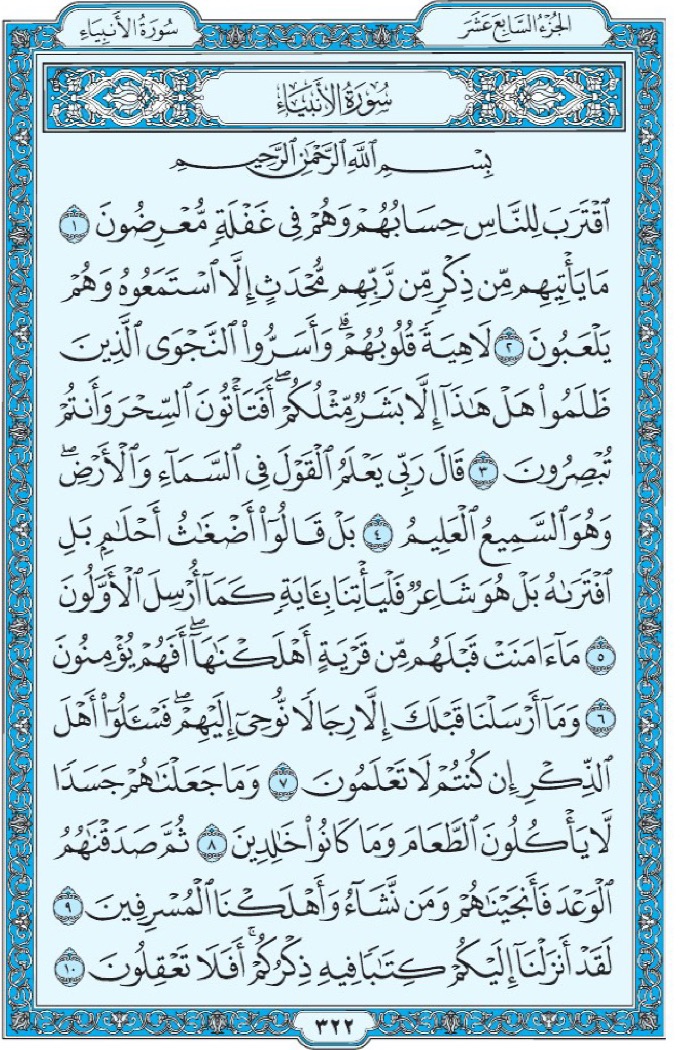 الجزء السابع عشر
سورة الأنبياء
سورة الأنبياء
بِسْمِ ٱللَّهِ ٱلرَّحْمَٰنِ ٱلرَّحِيمِ
ٱقْتَرَبَ لِلنَّاسِ حِسَابُهُمْ وَهُمْ فِى غَفْلَةٍ مُّعْرِضُونَ ١
مَا يَأْتِيهِم مِّن ذِكْرٍ مِّن رَّبِّهِم مُّحْدَثٍ إِلَّا ٱسْتَمَعُوهُ وَهُمْ
يَلْعَبُونَ ٢ لَاهِيَةً قُلُوبُهُمْ ۗ وَأَسَرُّوا۟ ٱلنَّجْوَى ٱلَّذِينَ
ظَلَمُوا۟ هَلْ هَٰذَآ إِلَّا بَشَرٌ مِّثْلُكُمْ ۖ أَفَتَأْتُونَ ٱلسِّحْرَ وَأَنتُمْ
تُبْصِرُونَ ٣ قَالَ رَبِّى يَعْلَمُ ٱلْقَوْلَ فِى ٱلسَّمَآءِ وَٱلْأَرْضِ ۖ
وَهُوَ ٱلسَّمِيعُ ٱلْعَلِيمُ ٤ بَلْ قَالُوٓا۟ أَضْغَٰثُ أَحْلَٰمٍۭ بَلِ
ٱفْتَرَىٰهُ بَلْ هُوَ شَاعِرٌ فَلْيَأْتِنَا بِـَٔايَةٍ كَمَآ أُرْسِلَ ٱلْأَوَّلُونَ
٥ مَآ ءَامَنَتْ قَبْلَهُم مِّن قَرْيَةٍ أَهْلَكْنَٰهَآ ۖ أَفَهُمْ يُؤْمِنُونَ
٦ وَمَآ أَرْسَلْنَا قَبْلَكَ إِلَّا رِجَالًا نُّوحِىٓ إِلَيْهِمْ ۖ فَسْـَٔلُوٓا۟ أَهْلَ
ٱلذِّكْرِ إِن كُنتُمْ لَا تَعْلَمُونَ ٧ وَمَا جَعَلْنَٰهُمْ جَسَدًا
لَّا يَأْكُلُونَ ٱلطَّعَامَ وَمَا كَانُوا۟ خَٰلِدِينَ ٨ ثُمَّ صَدَقْنَٰهُمُ
ٱلْوَعْدَ فَأَنجَيْنَٰهُمْ وَمَن نَّشَآءُ وَأَهْلَكْنَا ٱلْمُسْرِفِينَ ٩
لَقَدْ أَنزَلْنَآ إِلَيْكُمْ كِتَٰبًا فِيهِ ذِكْرُكُمْ ۖ أَفَلَا تَعْقِلُونَ ١٠
٣٢٢